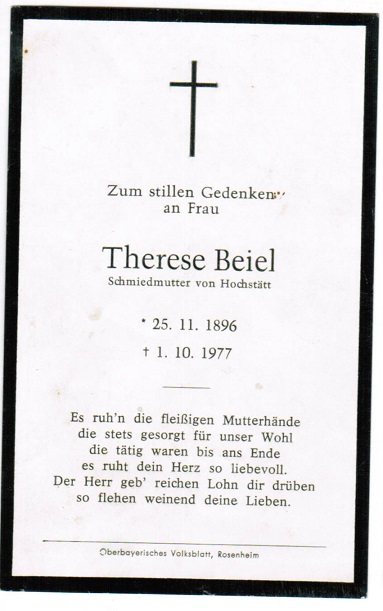 Zum stillen Gedenken
an Frau
Therese Beiel
Schmiedmutter von Hochstätt
* 25. 11. 1896
† 1. 10. 1977
Es ruh'n die fleißigen Mutterhände
die stets gesorgt für unser Wohl
die tätig waren bis ans Ende
es ruht dein Herz so liebevoll.
Der Herr geb' reichen Lohn dir drüben
so flehen weinend deine Lieben.
Oberbayerisches Volksblatt, Rosenheim